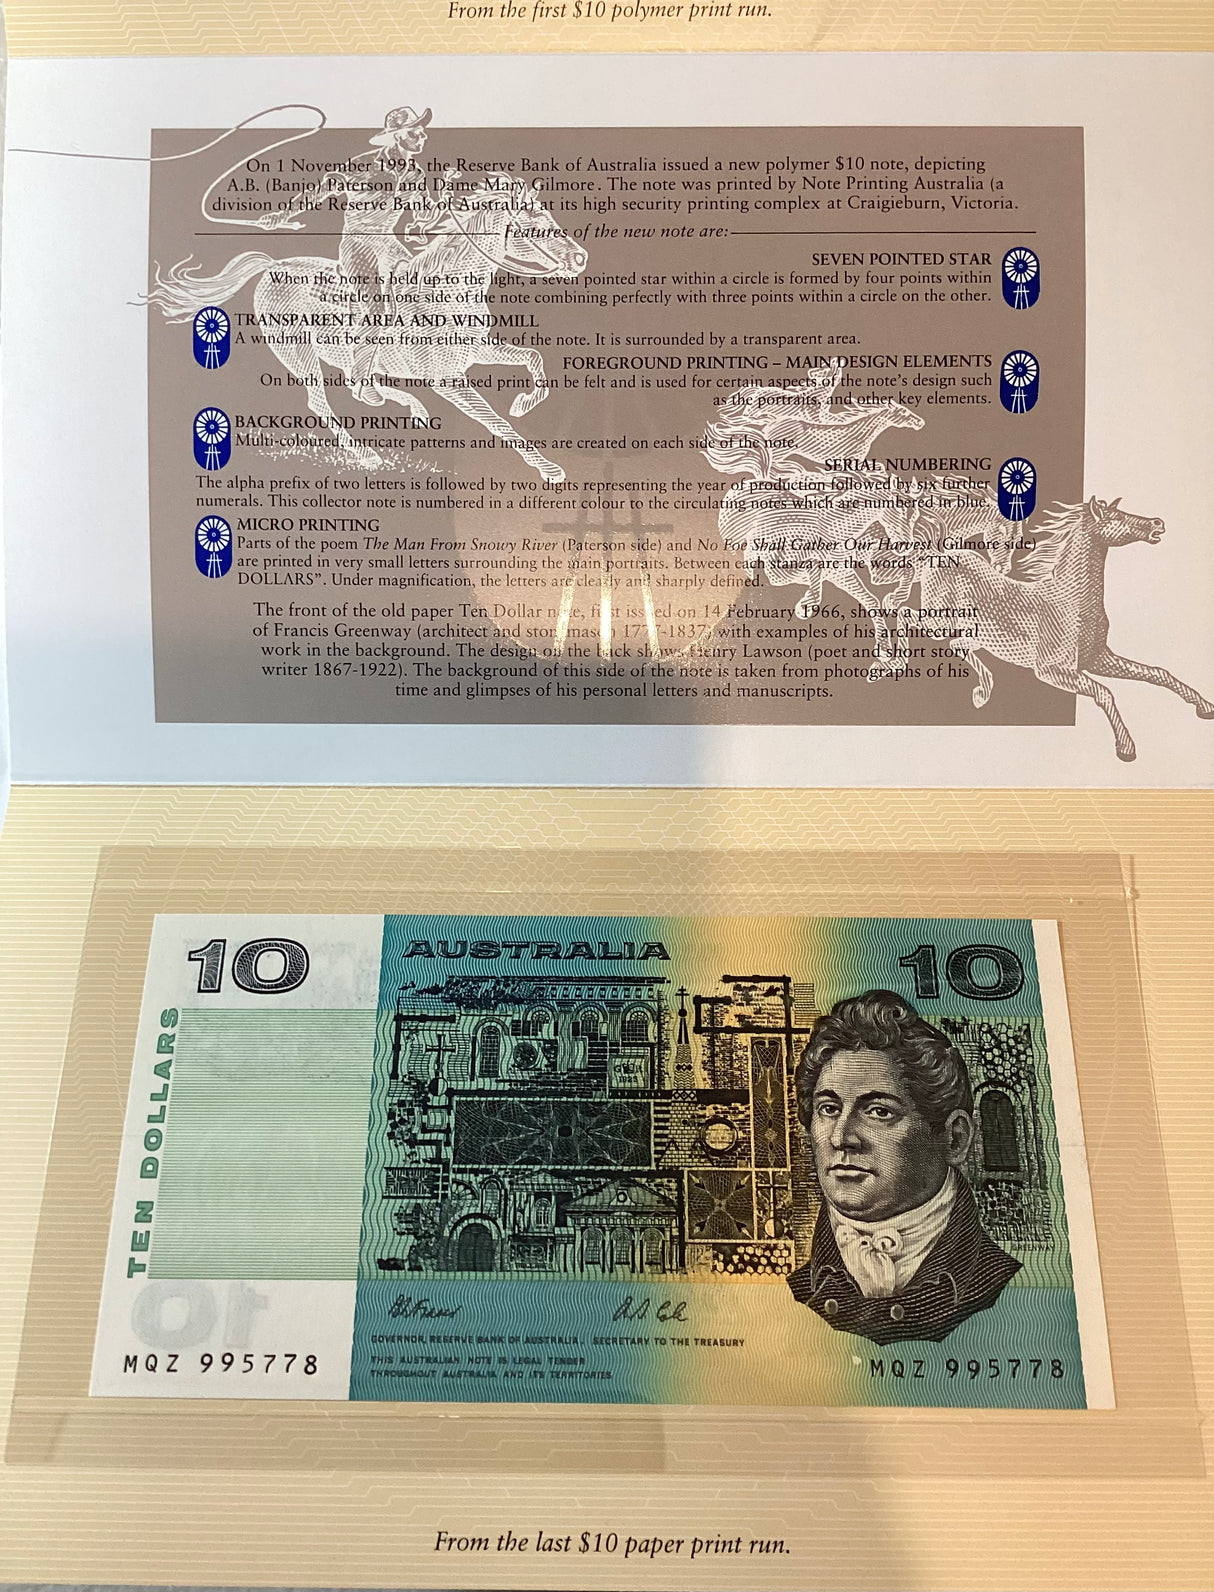 From the first $10 polymer print run.
On 1 November 1993, the Reserve Bank of Australia issued a new polymer $10 note, depicting
A.B. (Banjo) Paterson and Dame Mary Gilmore. The note was printed by Note Printing Australia (a
division of the Reserve Bank of Australia) at its high security printing complex at Craigieburn, Victoria.
Features of the new note are:
SEVEN POINTED STAR
When the note is held up to the light, a seven pointed star within a circle is formed by four points within
a circle on one side of the note combining perfectly with three points within a circle on the other.
TRANSPARENT AREA AND WINDMILL
A windmill can be seen from either side of the note. It is surrounded by a transparent area.
FOREGROUND PRINTING – MAIN DESIGN ELEMENTS
On both sides of the note a raised print can be felt and is used for certain aspects of the note's design such
as the portraits, and other key elements.
BACKGROUND PRINTING
Multi-coloured, intricate patterns and images are created on each side of the note.
SERIAL NUMBERING
The alpha prefix of two letters is followed by two digits representing the year of production followed by six further
numerals. This collector note is numbered in a different colour to the circulating notes which are numbered in blue.
MICRO PRINTING
Parts of the poem The Man From Snowy River (Paterson side) and No Foe Shall Gather Our Harvest (Gilmore side)
are printed in very small letters surrounding the main portraits. Between each stanza are the words "TEN
DOLLARS". Under magnification, the letters are clearly and sharply defined.
The front of the old paper Ten Dollar note, first issued on 14 February 1966, shows a portrait
of Francis Greenway (architect and stonemason 1777-1837) with examples of his architectural
work in the background. The design on the back shows Henry Lawson (poet and short story
writer 1867-1922). The background of this side of the note is taken from photographs of his
time and glimpses of his personal letters and manuscripts.
10 AUSTRALIA 10
TEN DOLLARS
GREENWAY
GOVERNOR, RESERVE BANK OF AUSTRALIA. SECRETARY TO THE TREASURY
THIS AUSTRALIAN NOTE IS LEGAL TENDER
THROUGHOUT AUSTRALIA AND ITS TERRITORIES
MQZ 995778 MQZ 995778
From the last $10 paper print run.